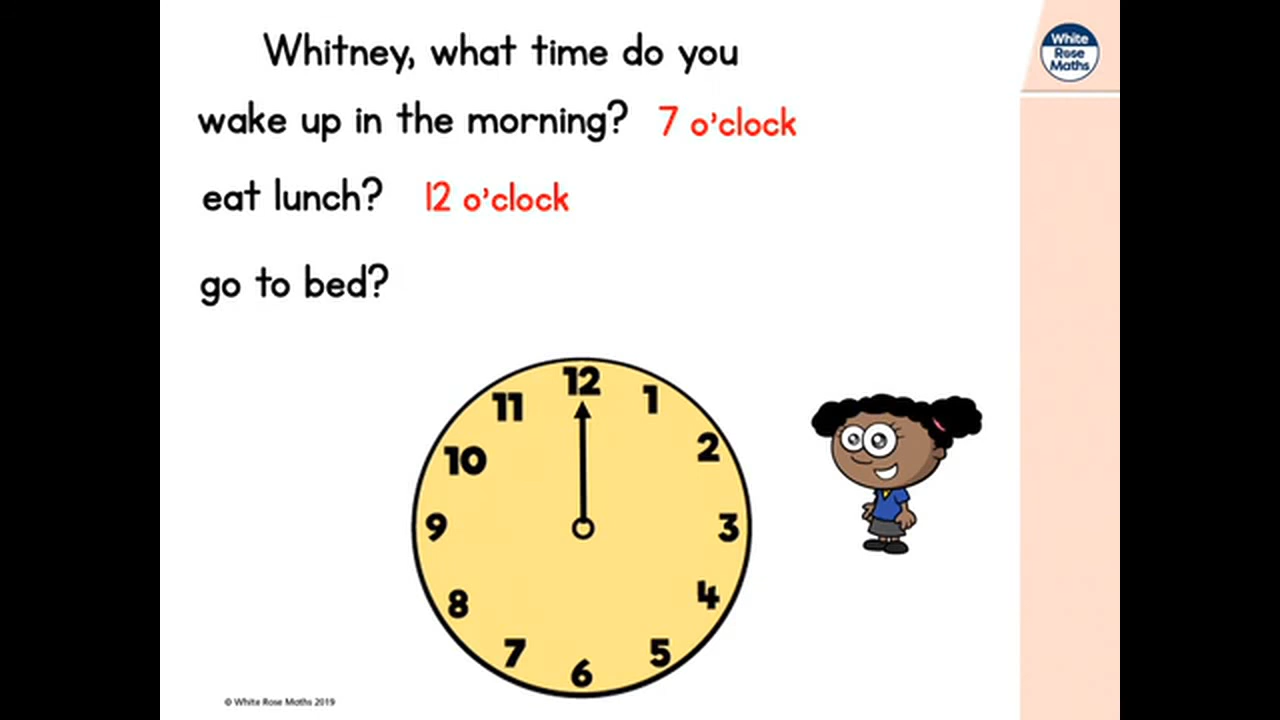 Whitney, what time do you
wake up in the morning? 7 o'clock
eat lunch? 12 o'clock
go to bed?
White
Rose
Maths
12
11
1
10
2
9
3
8
4
7
5
6
© White Rose Maths 2019